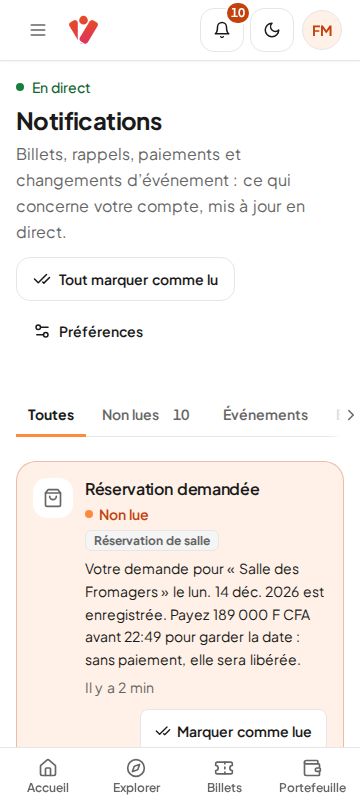 10
FM
En direct
Notifications
Billets, rappels, paiements et
changements d'événement : ce qui
concerne votre compte, mis à jour en
direct.
Tout marquer comme lu
Préférences
Toutes
Non lues 10
Événements
Réservation demandée
Non lue
Réservation de salle
Votre demande pour « Salle des
Fromagers » le lun. 14 déc. 2026 est
enregistrée. Payez 189 000 F CFA
avant 22:49 pour garder la date :
sans paiement, elle sera libérée.
Il y a 2 min
Marquer comme lue
Accueil
Explorer
Billets
Portefeuille